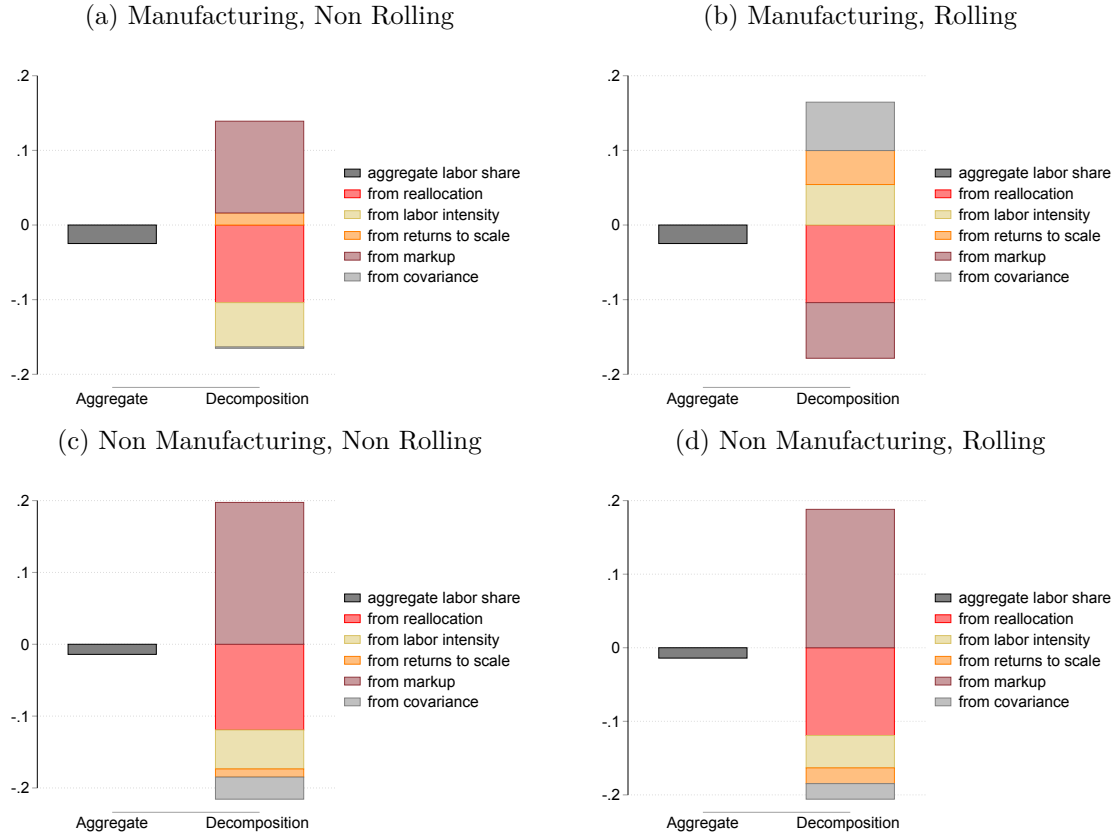 (a) Manufacturing, Non Rolling
.2
.1
0
-.1
-.2
Aggregate
Decomposition
aggregate labor share
from reallocation
from labor intensity
from returns to scale
from markup
from covariance
(b) Manufacturing, Rolling
.2
.1
0
-.1
-.2
Aggregate
Decomposition
aggregate labor share
from reallocation
from labor intensity
from returns to scale
from markup
from covariance
(c) Non Manufacturing, Non Rolling
.2
.1
0
-.1
-.2
Aggregate
Decomposition
aggregate labor share
from reallocation
from labor intensity
from returns to scale
from markup
from covariance
(d) Non Manufacturing, Rolling
.2
.1
0
-.1
-.2
Aggregate
Decomposition
aggregate labor share
from reallocation
from labor intensity
from returns to scale
from markup
from covariance